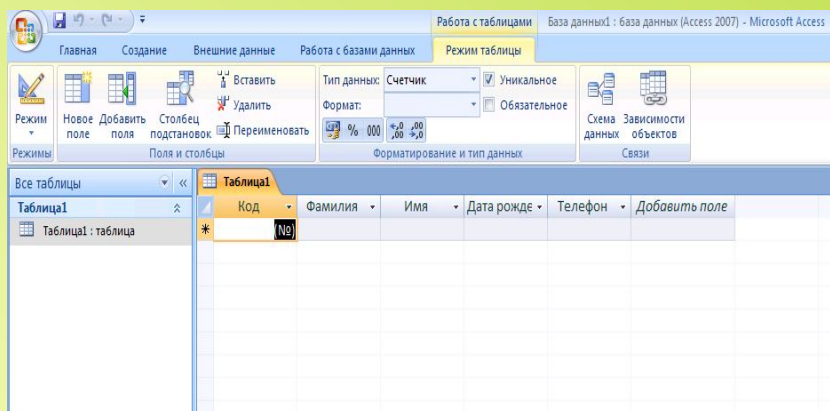 Работа с таблицами База данных1 : база данных (Access 2007) - Microsoft Access
Главная Создание Внешние данные Работа с базами данных Режим таблицы
Режим
Новое поле
Добавить поля
Столбец подстановок
Вставить
Удалить
Переименовать
Тип данных: Счетчик
Формат:
% 000 ,00 ,0
Уникальное
Обязательное
Схема данных
Зависимости объектов
Режимы Поля и столбцы Форматирование и тип данных Связи
Все таблицы
Таблица1
Таблица1 : таблица
Таблица1
Код Фамилия Имя Дата рожде Телефон Добавить поле
* (№)